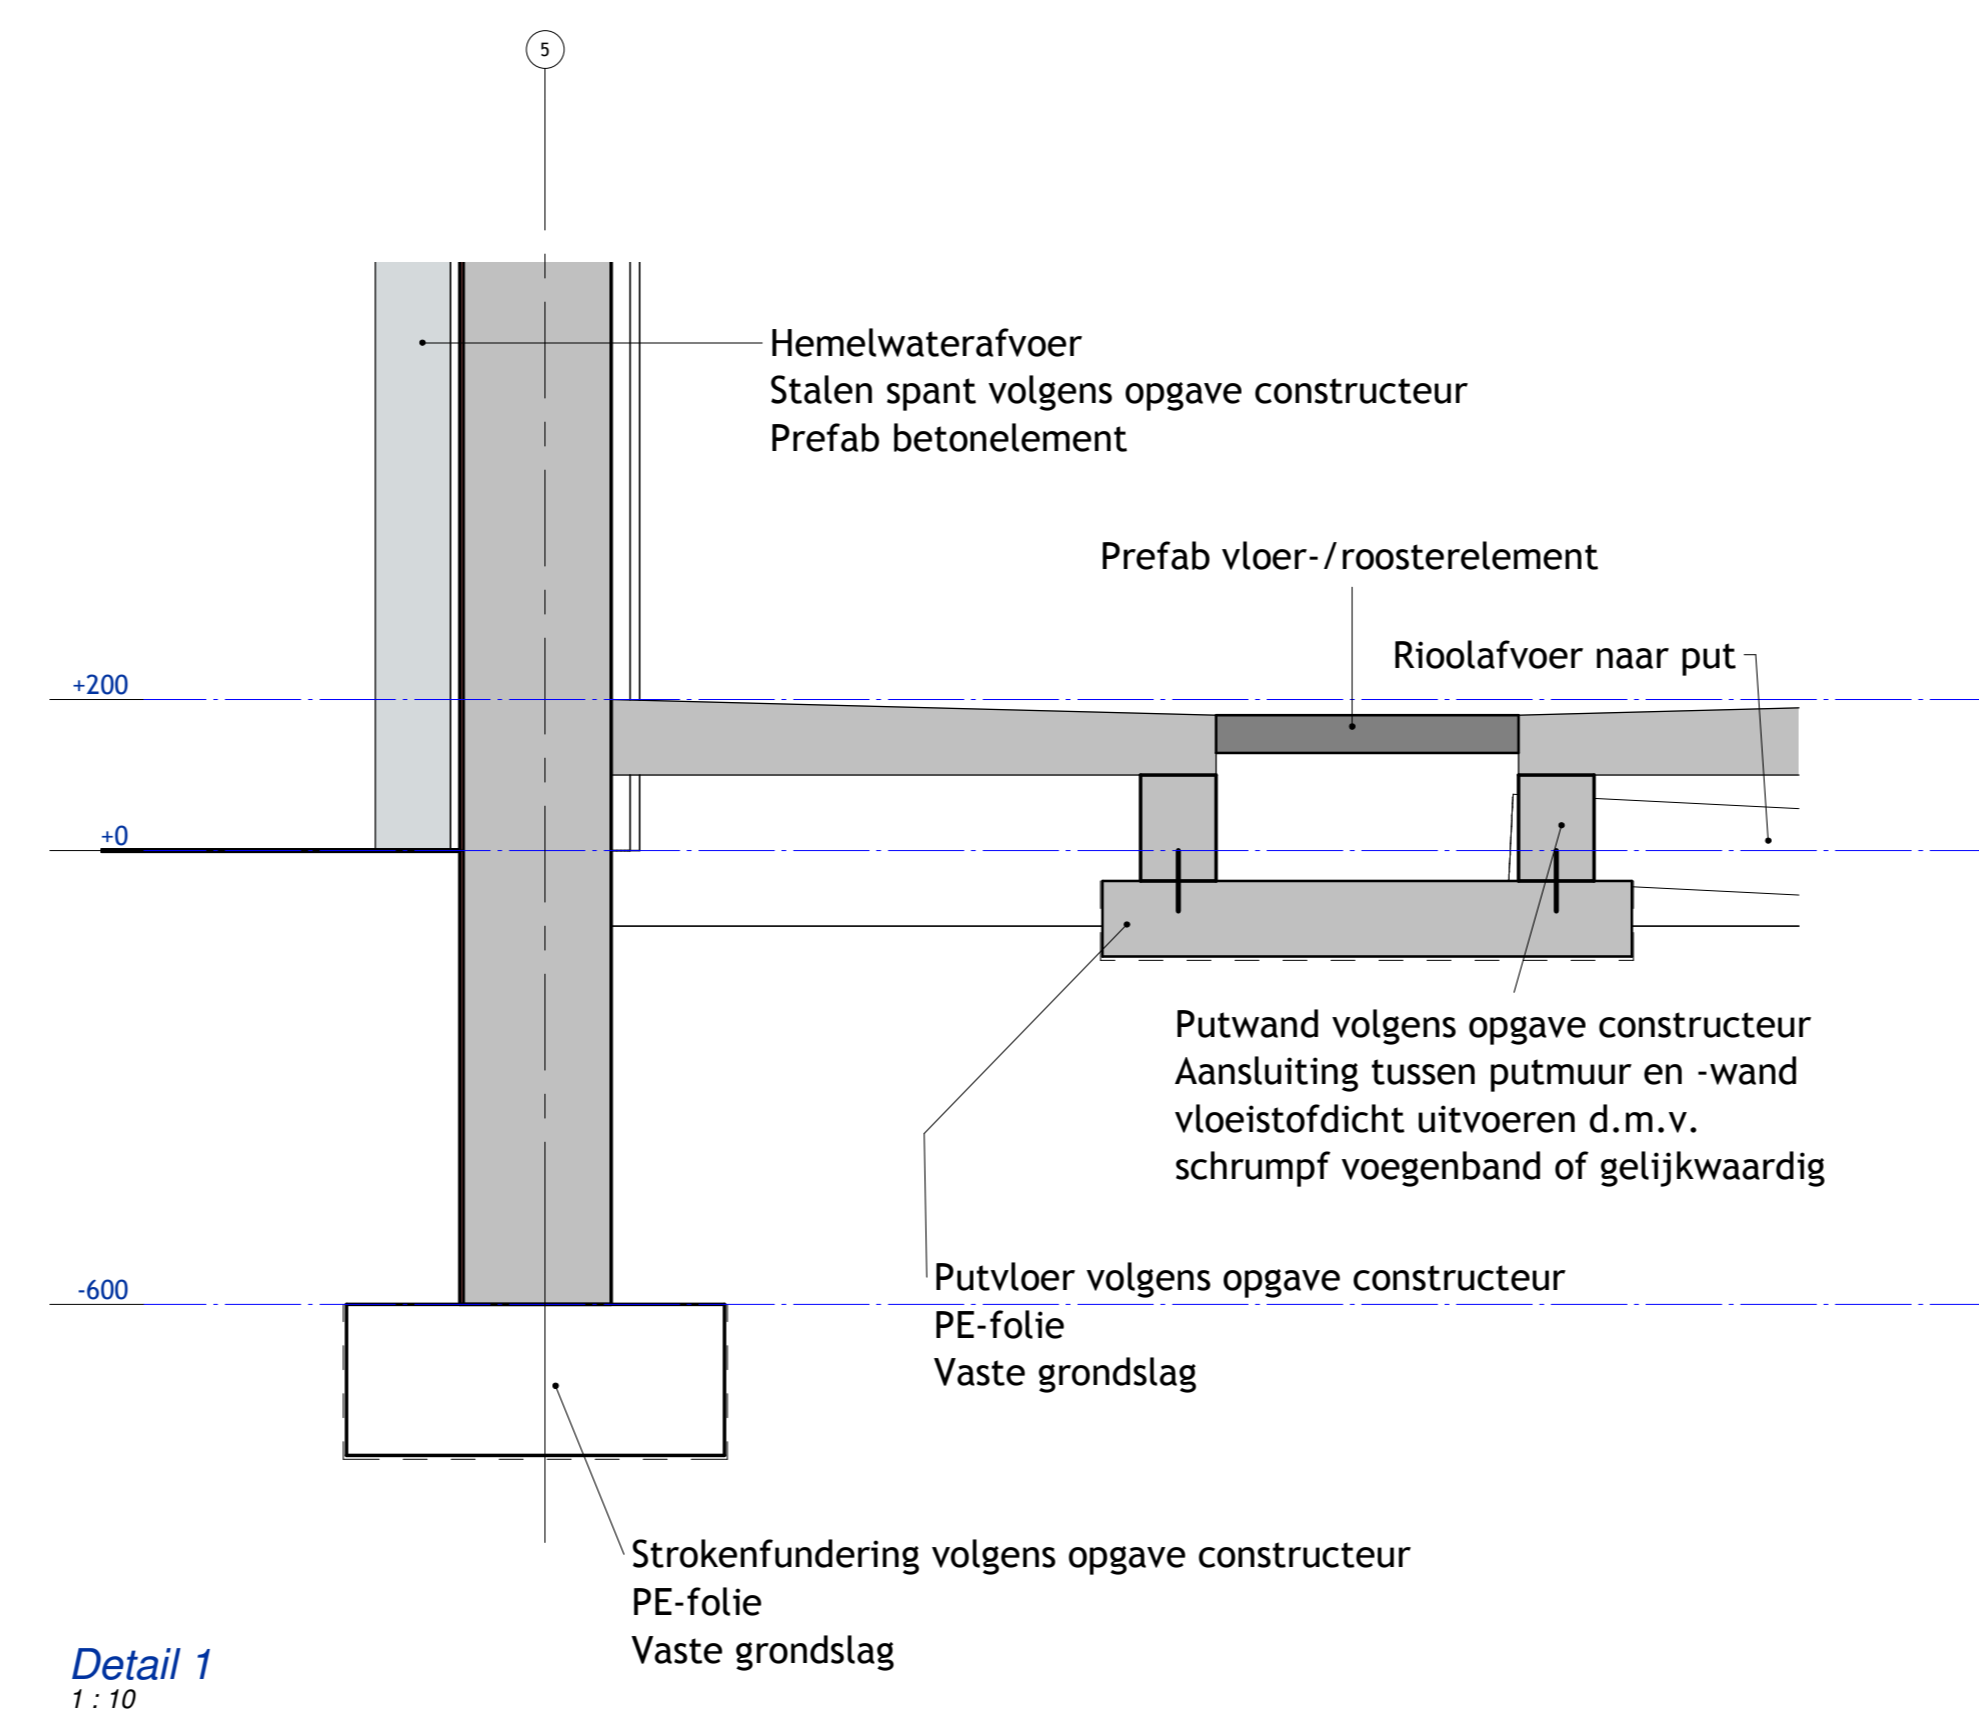 5
Hemelwaterafvoer
Stalen spant volgens opgave constructeur
Prefab betonelement
Prefab vloer-/roosterelement
Rioolafvoer naar put
+200
+0
Putwand volgens opgave constructeur
Aansluiting tussen putmuur en -wand
vloeistofdicht uitvoeren d.m.v.
schrumpf voegenband of gelijkwaardig
Putvloer volgens opgave constructeur
PE-folie
Vaste grondslag
-600
Strokenfundering volgens opgave constructeur
PE-folie
Vaste grondslag
Detail 1
1 : 10